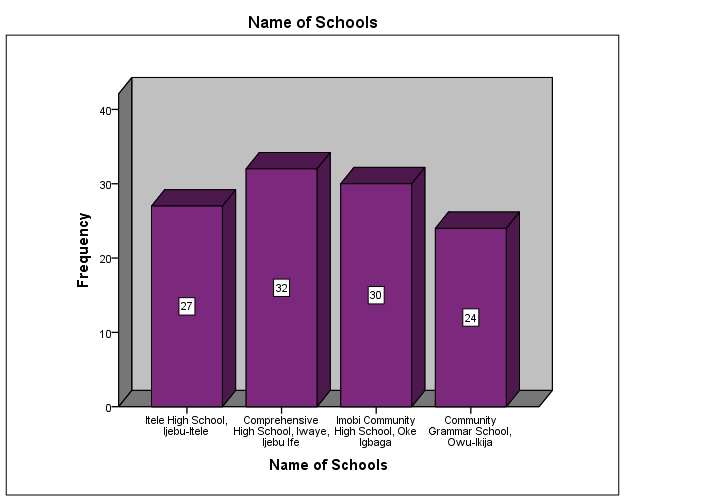 Name of Schools
Frequency
40
30
20
10
0
27
32
30
24
Itele High School,
Ijebu-Itele
Comprehensive
High School, Iwaye,
Ijebu Ife
Imobi Community
High School, Oke
Igbaga
Community
Grammar School,
Owu-Ikija
Name of Schools